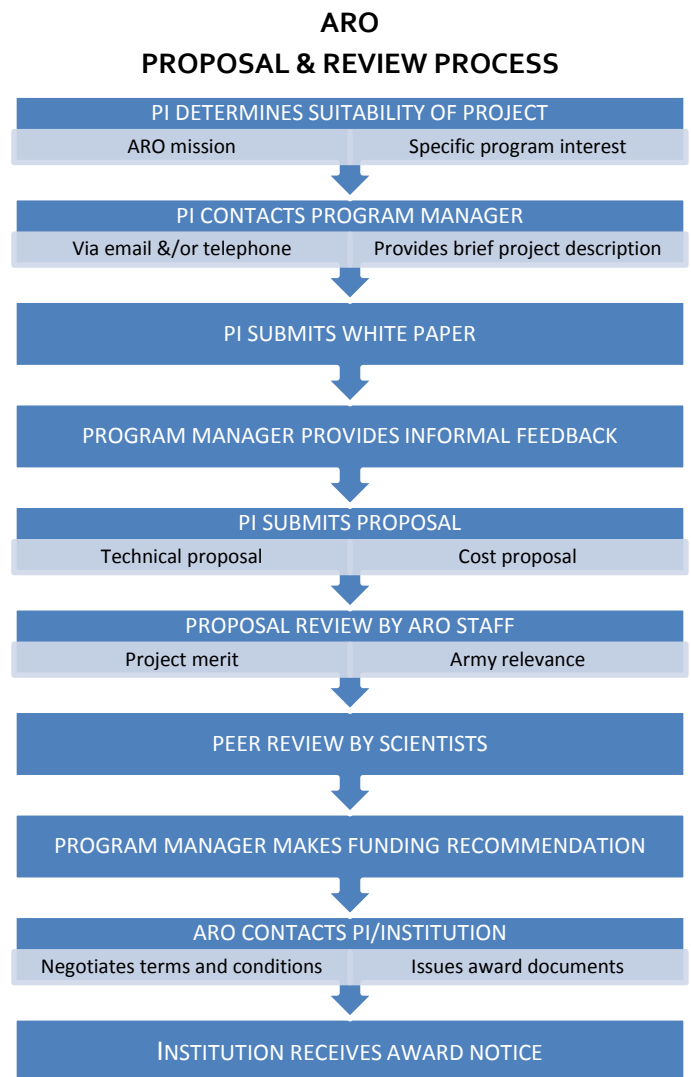 ARO
PROPOSAL & REVIEW PROCESS
PI DETERMINES SUITABILITY OF PROJECT
ARO mission
Specific program interest
PI CONTACTS PROGRAM MANAGER
Via email &/or telephone
Provides brief project description
PI SUBMITS WHITE PAPER
PROGRAM MANAGER PROVIDES INFORMAL FEEDBACK
PI SUBMITS PROPOSAL
Technical proposal
Cost proposal
PROPOSAL REVIEW BY ARO STAFF
Project merit
Army relevance
PEER REVIEW BY SCIENTISTS
PROGRAM MANAGER MAKES FUNDING RECOMMENDATION
ARO CONTACTS PI/INSTITUTION
Negotiates terms and conditions
Issues award documents
INSTITUTION RECEIVES AWARD NOTICE